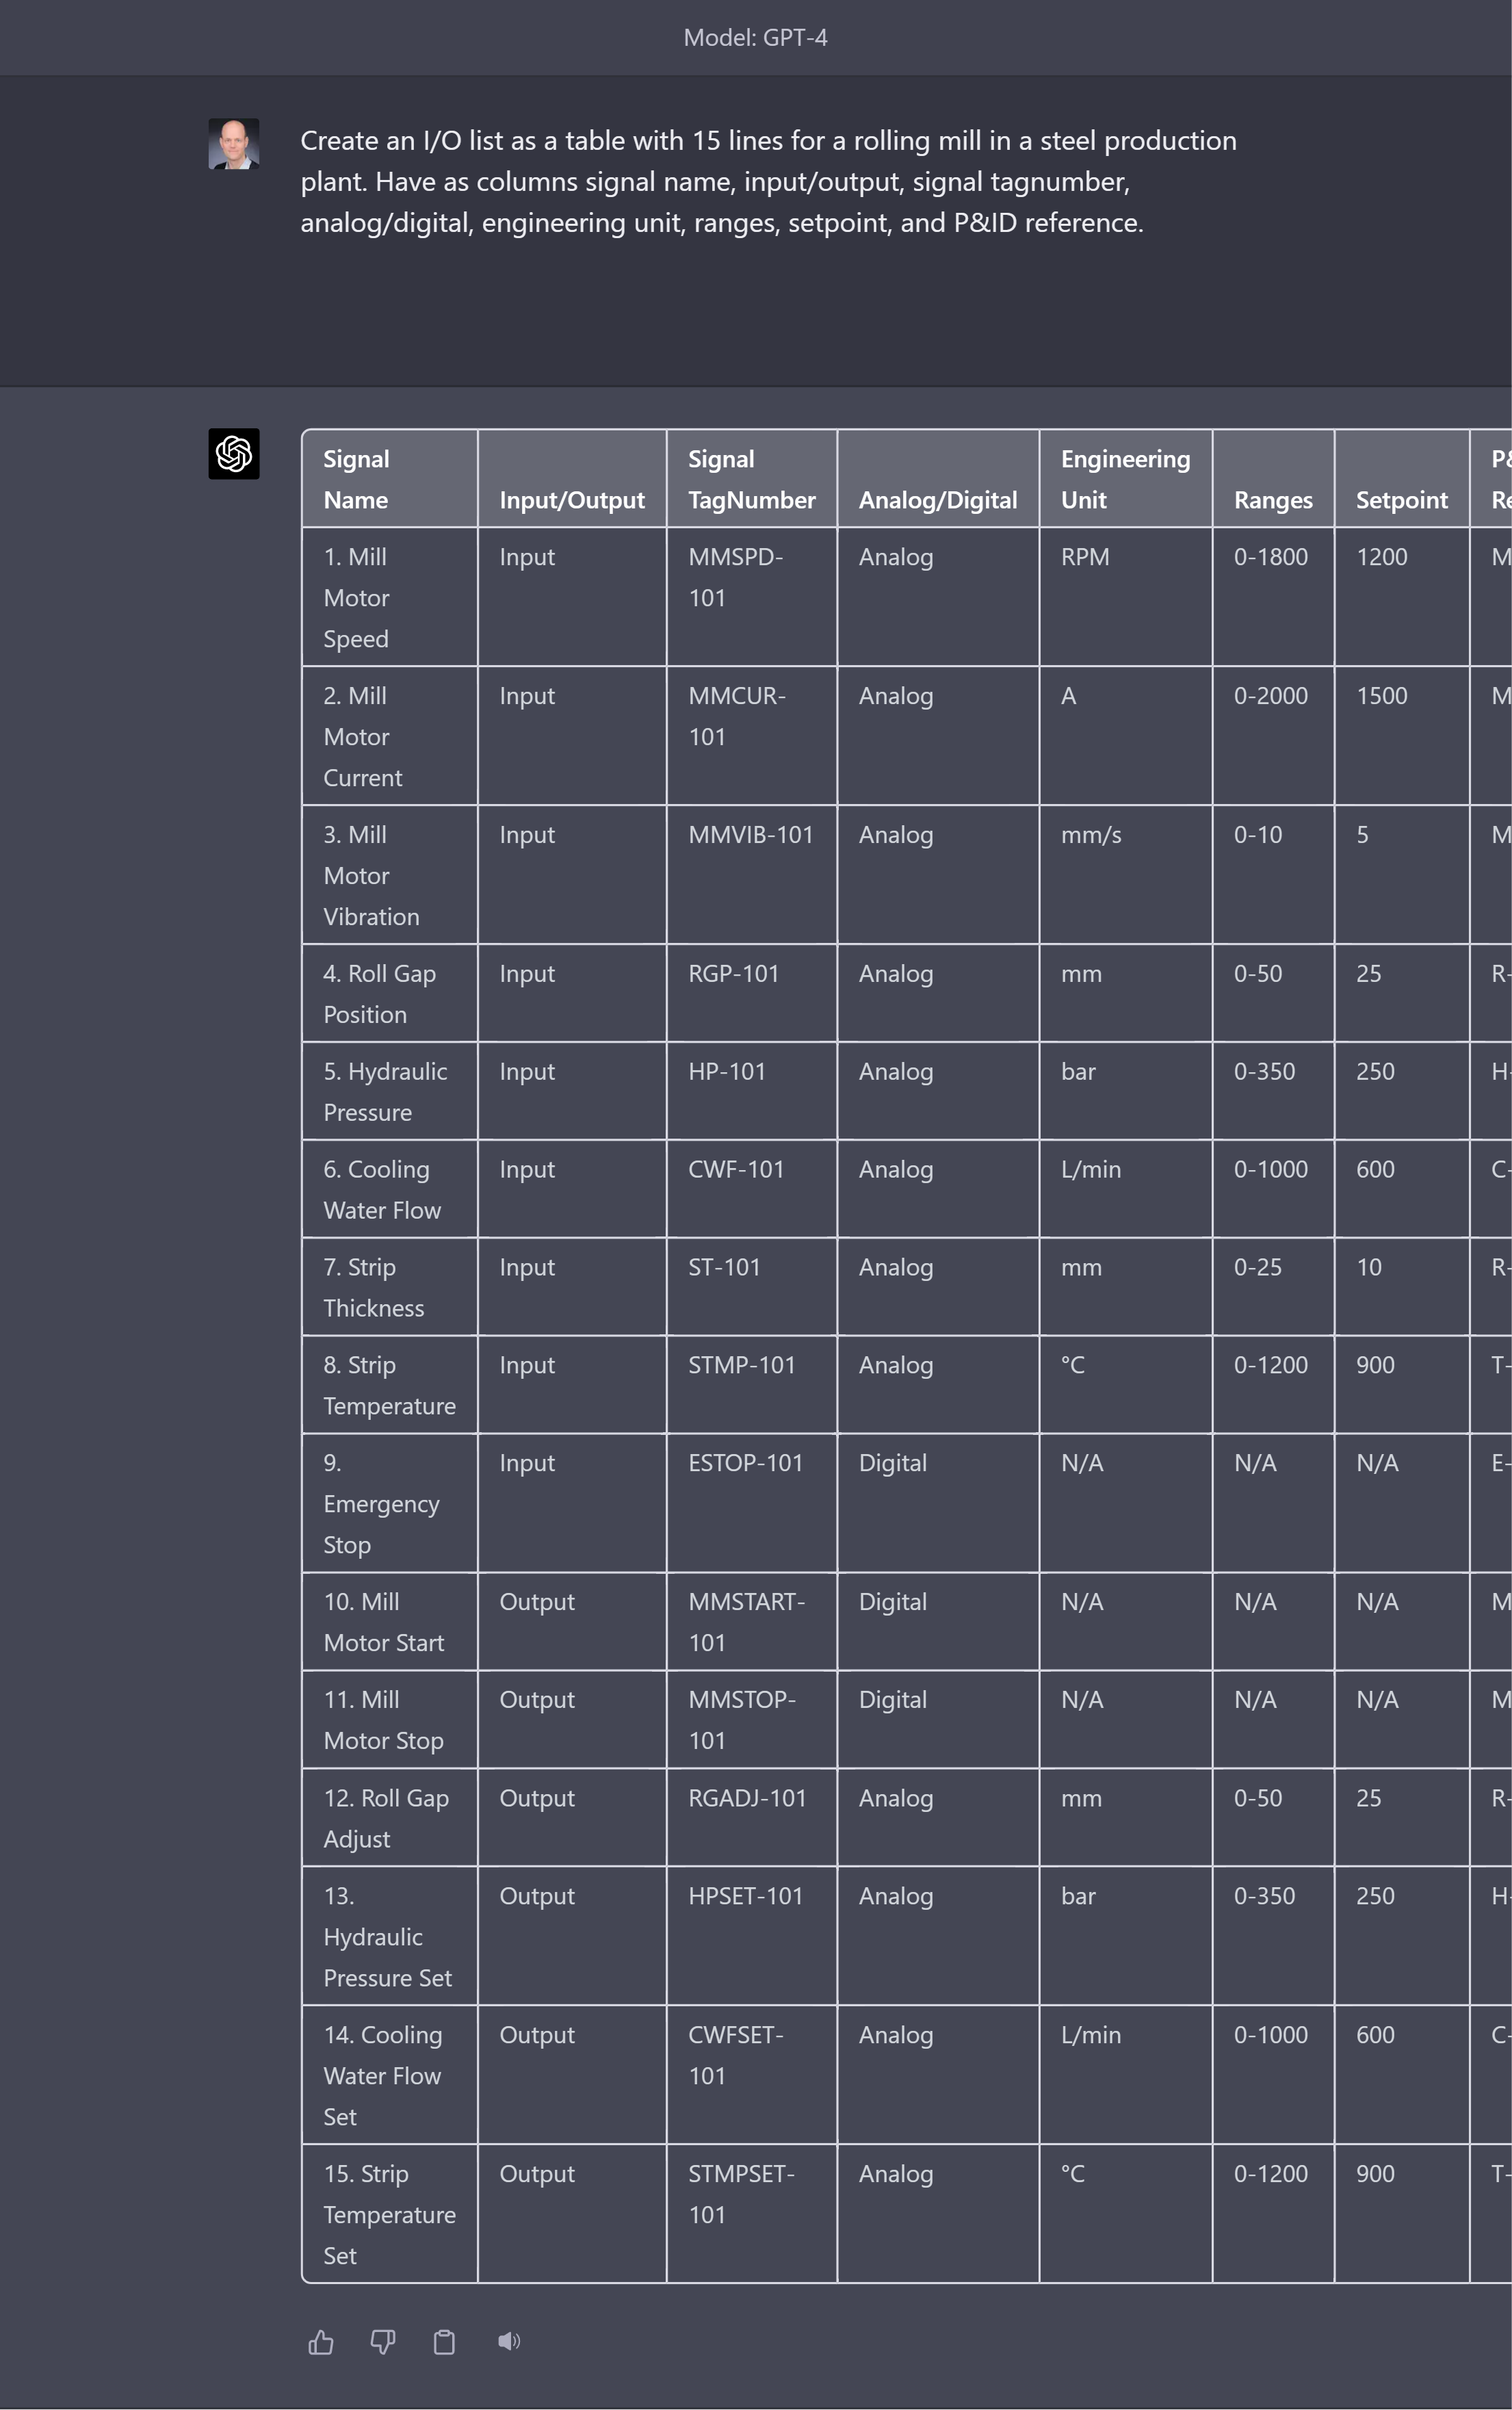 Model: GPT-4
Create an I/O list as a table with 15 lines for a rolling mill in a steel production
plant. Have as columns signal name, input/output, signal tagnumber,
analog/digital, engineering unit, ranges, setpoint, and P&ID reference.
Signal Signal Engineering
Name Input/Output TagNumber Analog/Digital Unit Ranges Setpoint
1. Mill Input MMSPD- Analog RPM 0-1800 1200
Motor 101
Speed
2. Mill Input MMCUR- Analog A 0-2000 1500
Motor 101
Current
3. Mill Input MMVIB-101 Analog mm/s 0-10 5
Motor
Vibration
4. Roll Gap Input RGP-101 Analog mm 0-50 25 R-
Position
5. Hydraulic Input HP-101 Analog bar 0-350 250 H-
Pressure
6. Cooling Input CWF-101 Analog L/min 0-1000 600 C-
Water Flow
7. Strip Input ST-101 Analog mm 0-25 10 R-
Thickness
8. Strip Input STMP-101 Analog °C 0-1200 900 T-
Temperature
9. Input ESTOP-101 Digital N/A N/A N/A E-
Emergency
Stop
10. Mill Output MMSTART- Digital N/A N/A N/A
Motor Start 101
11. Mill Output MMSTOP- Digital N/A N/A N/A
Motor Stop 101
12. Roll Gap Output RGADJ-101 Analog mm 0-50 25 R-
Adjust
13. Output HPSET-101 Analog bar 0-350 250 H-
Hydraulic
Pressure Set
14. Cooling Output CWFSET- Analog L/min 0-1000 600 C-
Water Flow 101
Set
15. Strip Output STMPSET- Analog °C 0-1200 900 T-
Temperature 101
Set